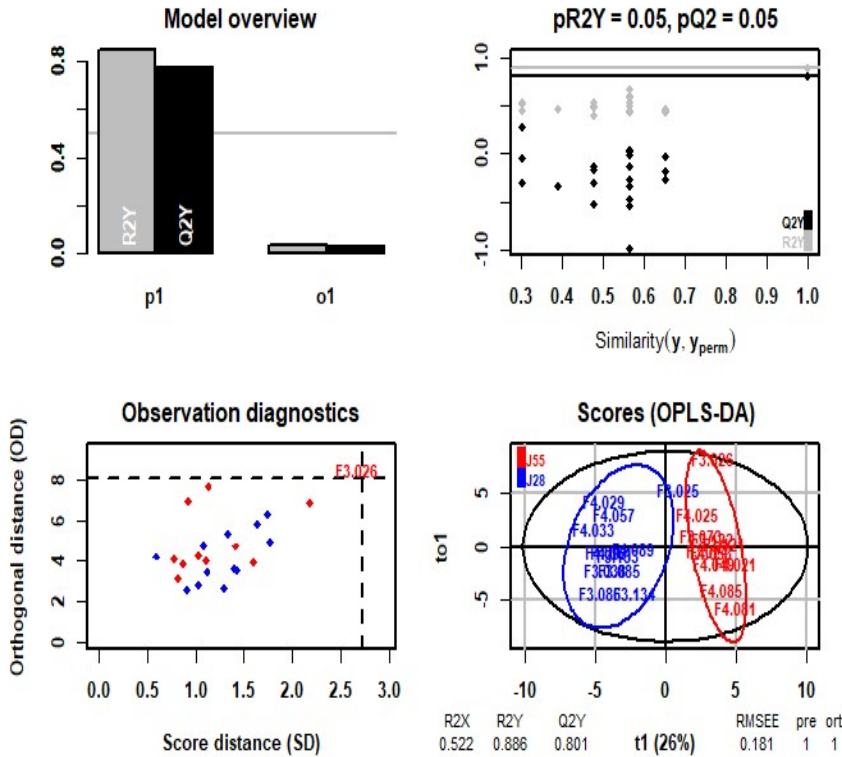 Model overview
0.8
0.4
0.0
R2Y
Q2Y
p1
o1
pR2Y = 0.05, pQ2 = 0.05
1.0
0.0
-1.0
Q2Y
R2Y
0.3 0.4 0.5 0.6 0.7 0.8 0.9 1.0
Similarity(y, yperm)
Observation diagnostics
Orthogonal distance (OD)
8
6
4
2
0
F3.026
0.0 0.5 1.0 1.5 2.0 2.5 3.0
Score distance (SD)
Scores (OPLS-DA)
to1
5
0
-5
J55
J28
F3.026
F3.025
F4.029
F4.057
F4.025
F4.033
F4.021
F3.086
F3.134
F4.085
F4.081
-10 -5 0 5 10
R2X R2Y Q2Y RMSEE pre ort
0.522 0.886 0.801 t1 (26%) 0.181 1 1